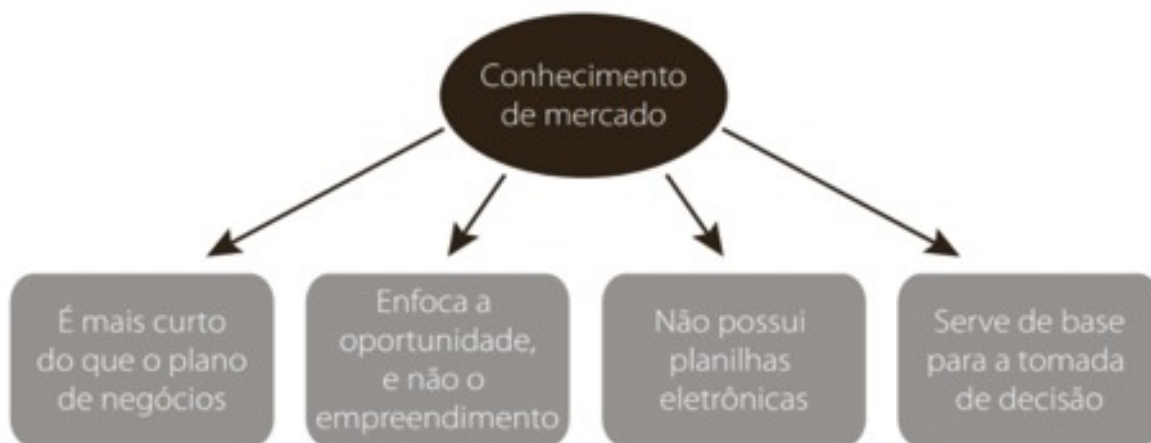 Conhecimento
de mercado
É mais curto
do que o plano
de negócios
Enfoca a
oportunidade,
e não o
empreendimento
Não possui
planilhas
eletrônicas
Serve de base
para a tomada
de decisão